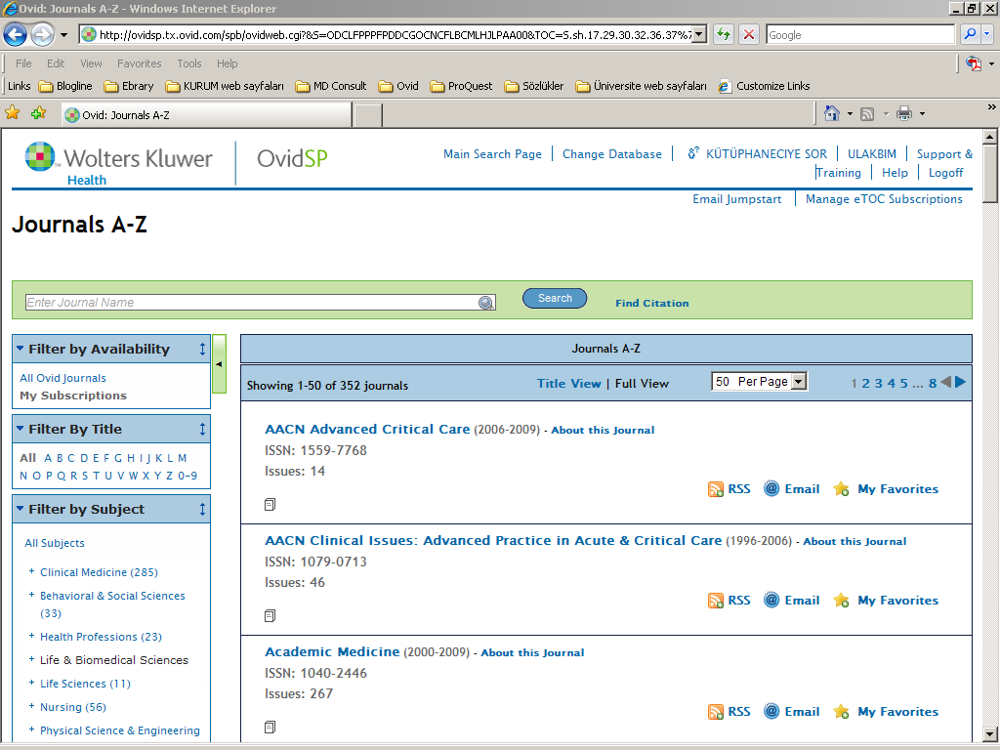 Ovid: Journals A-Z - Windows Internet Explorer
http://ovidsp.tx.ovid.com/spb/ovidweb.cgi?&S=ODCLFPPPFPDDCGOCNCFLBCMLHJLPAA00&TOC=S.sh.17.29.30.32.36.37%7
Google
File Edit View Favorites Tools Help
Links Blogline Ebrary KURUM web sayfaları MD Consult Ovid ProQuest Sözlükler Üniversite web sayfaları Customize Links
Ovid: Journals A-Z
Wolters Kluwer
Health
OvidSP
Main Search Page Change Database KÜTÜPHANECIYE SOR ULAKBIM Support &
Training Help Logoff
Email Jumpstart Manage eTOC Subscriptions
Journals A-Z
Enter Journal Name
Search
Find Citation
Filter by Availability
All Ovid Journals
My Subscriptions
Filter By Title
All A B C D E F G H I J K L M
N O P Q R S T U V W X Y Z 0-9
Filter by Subject
All Subjects
+ Clinical Medicine (285)
+ Behavioral & Social Sciences
(33)
+ Health Professions (23)
+ Life & Biomedical Sciences
+ Life Sciences (11)
+ Nursing (56)
+ Physical Science & Engineering
Journals A-Z
Showing 1-50 of 352 journals
Title View | Full View
50 Per Page
1 2 3 4 5 ... 8
AACN Advanced Critical Care (2006-2009) - About this Journal
ISSN: 1559-7768
Issues: 14
RSS Email My Favorites
AACN Clinical Issues: Advanced Practice in Acute & Critical Care (1996-2006) - About this Journal
ISSN: 1079-0713
Issues: 46
RSS Email My Favorites
Academic Medicine (2000-2009) - About this Journal
ISSN: 1040-2446
Issues: 267
RSS Email My Favorites